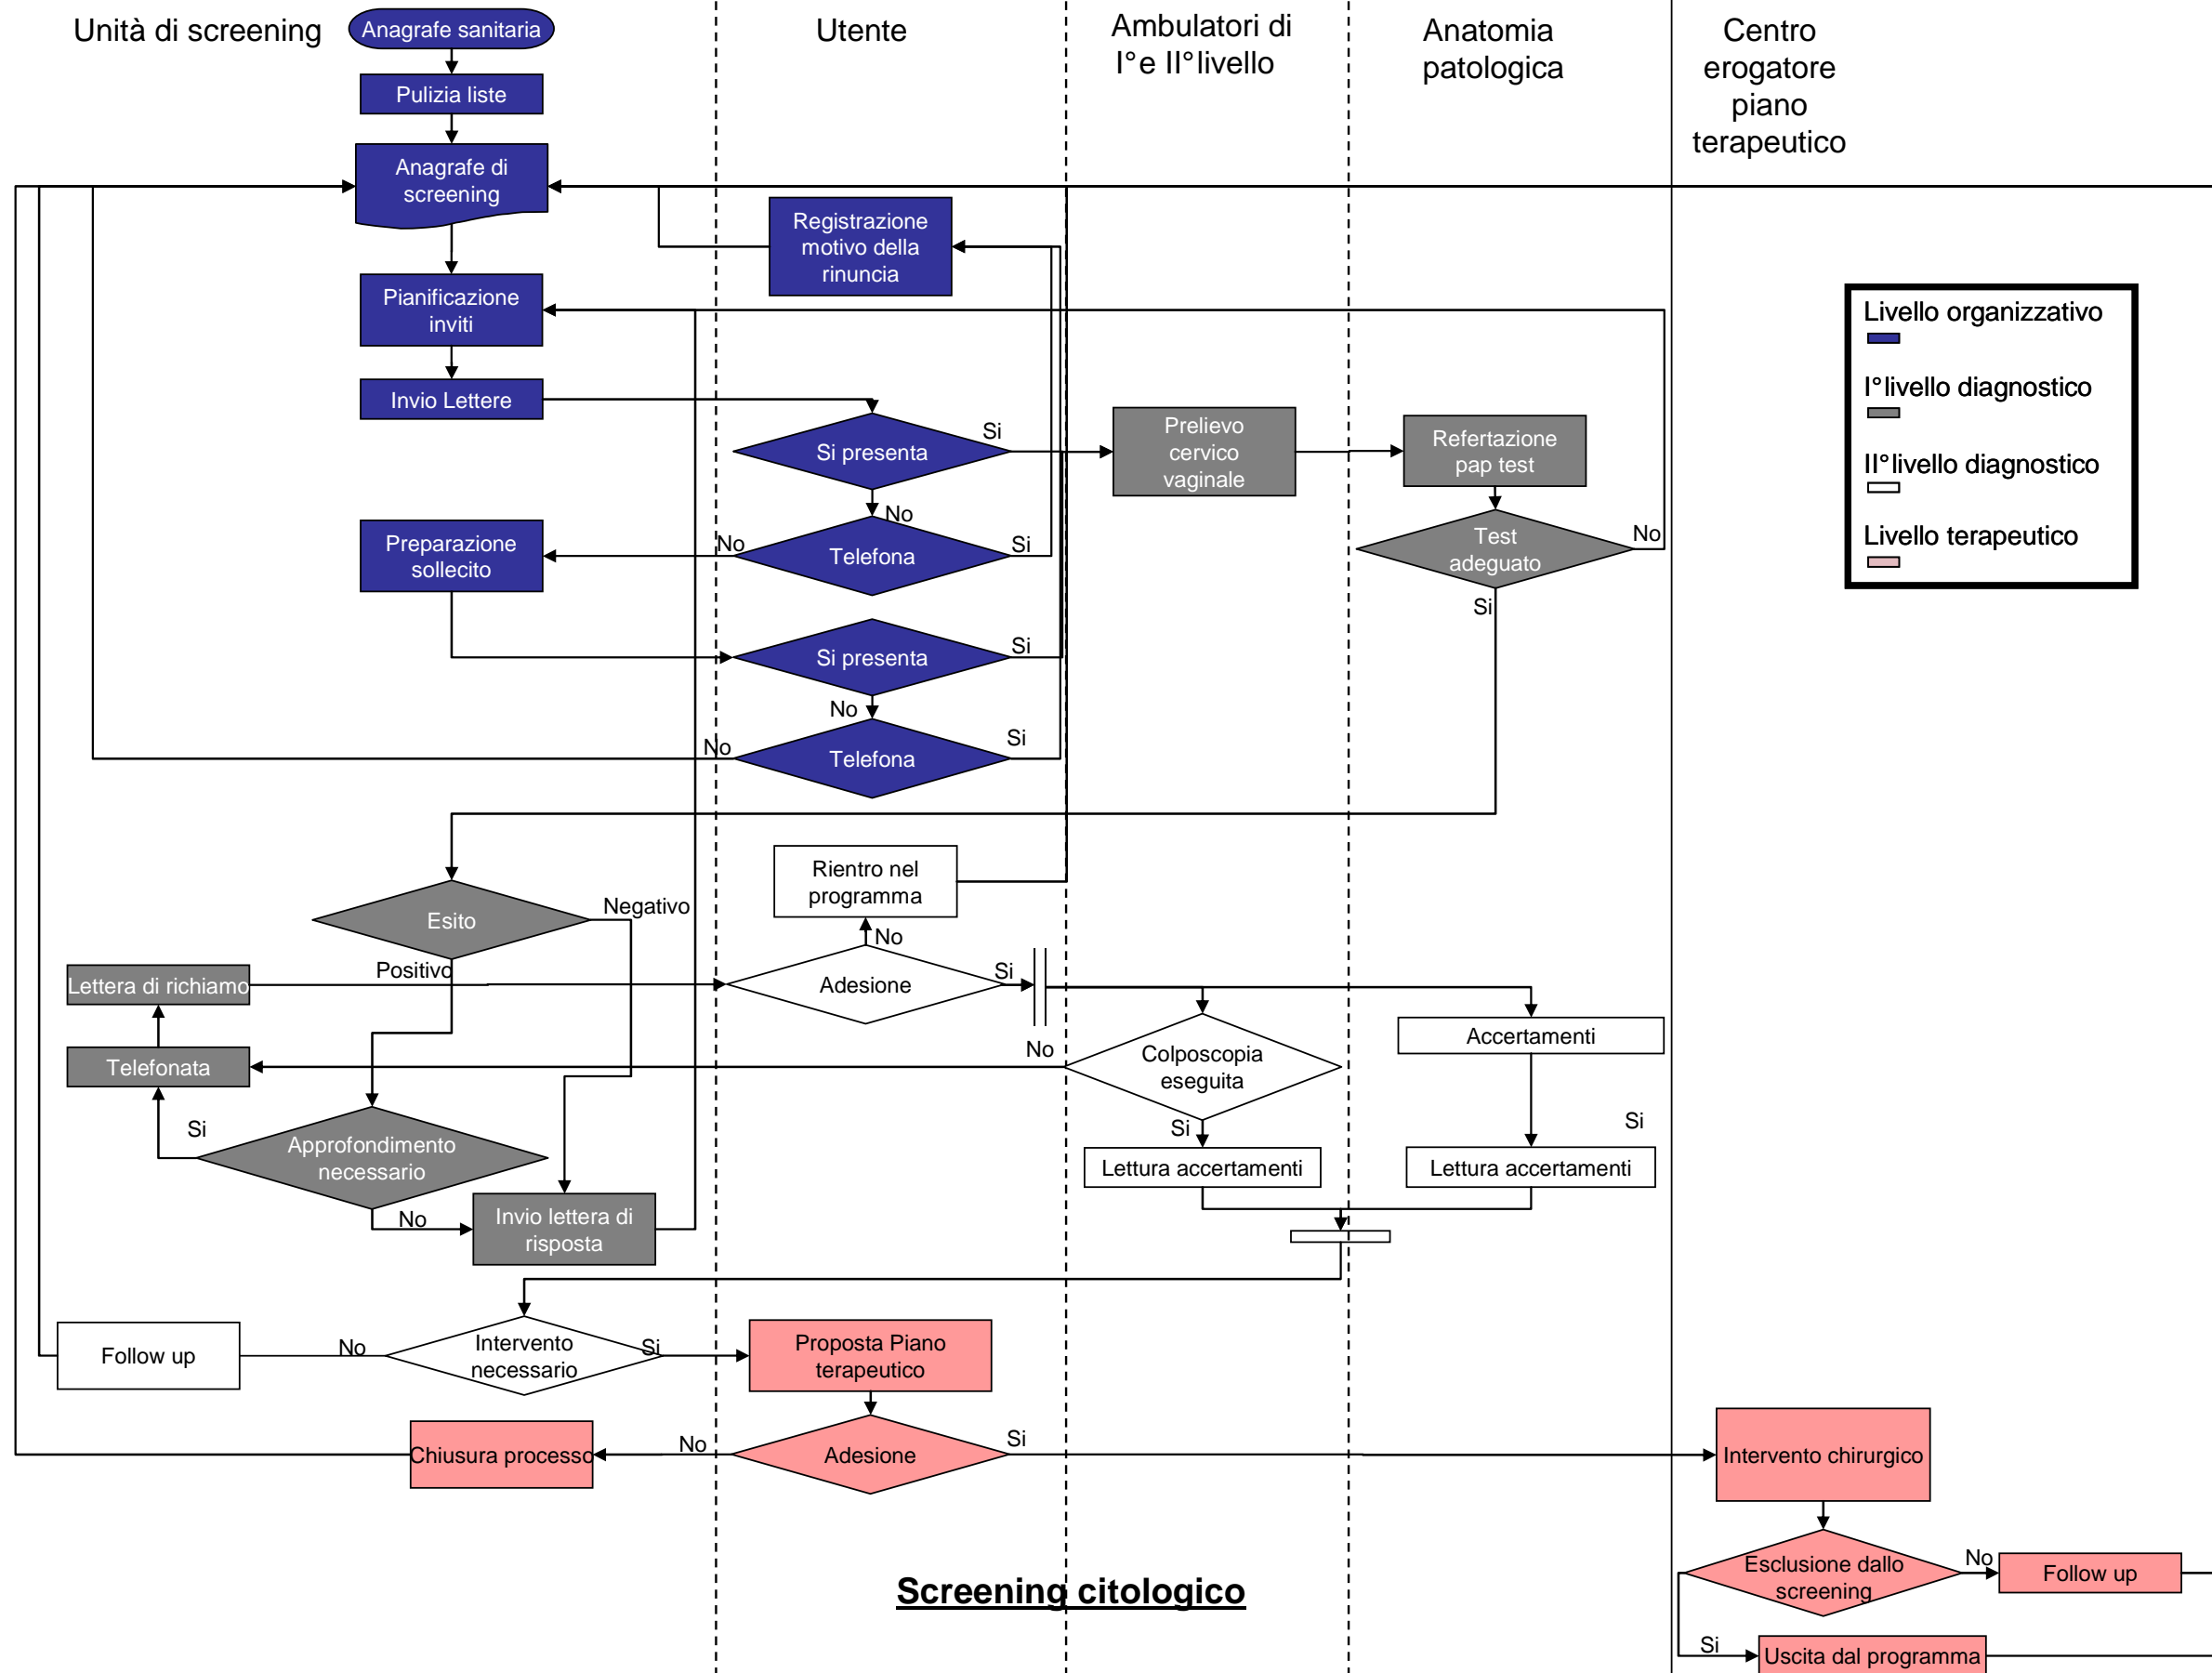 Unità di screening
Anagrafe sanitaria
Utente
Ambulatori di
I° e II° livello
Anatomia
patologica
Centro
erogatore
piano
terapeutico
Pulizia liste
Anagrafe di
screening
Registrazione
motivo della
rinuncia
Pianificazione
inviti
Livello organizzativo
I° livello diagnostico
II° livello diagnostico
Livello terapeutico
Invio Lettere
Si presenta
Si
No
Prelievo
cervico
vaginale
Refertazione
pap test
Preparazione
sollecito
No
Telefona
Si
Test
adeguato
No
Si
Si presenta
Si
No
No
Telefona
Si
Rientro nel
programma
Esito
Negativo
No
Positivo
Lettera di richiamo
Adesione
Si
Accertamenti
No
Colposcopia
eseguita
Telefonata
Si
Si
Si
Approfondimento
necessario
Lettura accertamenti
Lettura accertamenti
No
Invio lettera di
risposta
Follow up
No
Intervento
necessario
Si
Proposta Piano
terapeutico
Chiusura processo
No
Adesione
Si
Intervento chirurgico
Esclusione dallo
screening
No
Follow up
Screening citologico
Si
Uscita dal programma